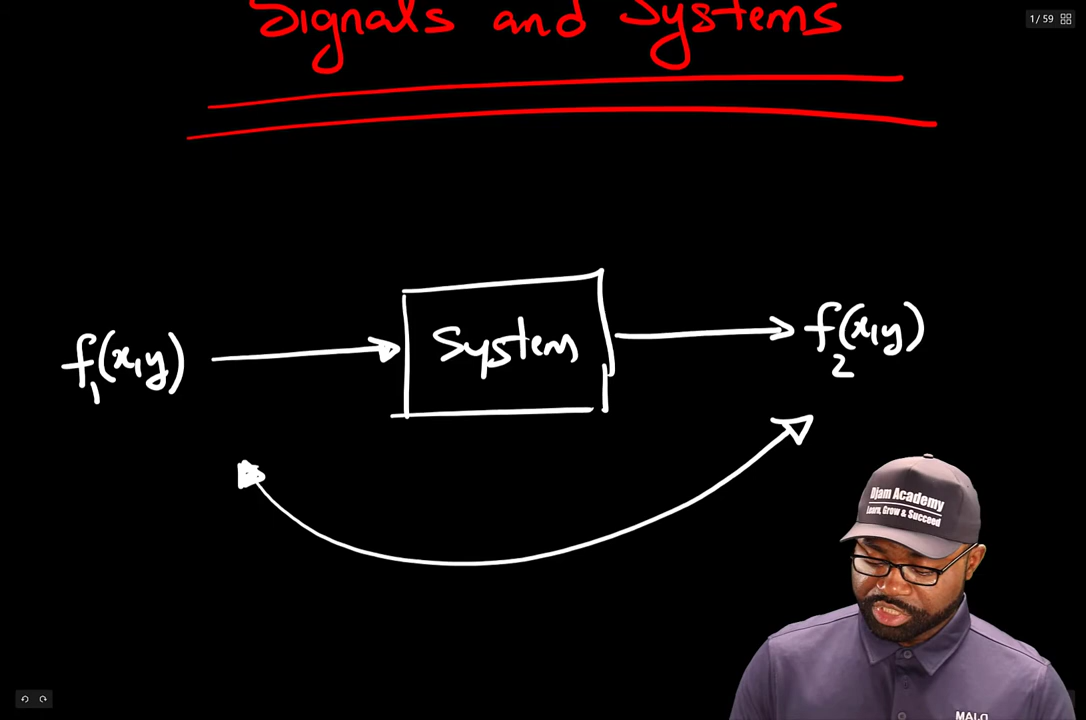 Signals and Systems
1 / 59
f1(x,y)
System
f2(x,y)
Djam Academy
Learn, Grow & Succeed